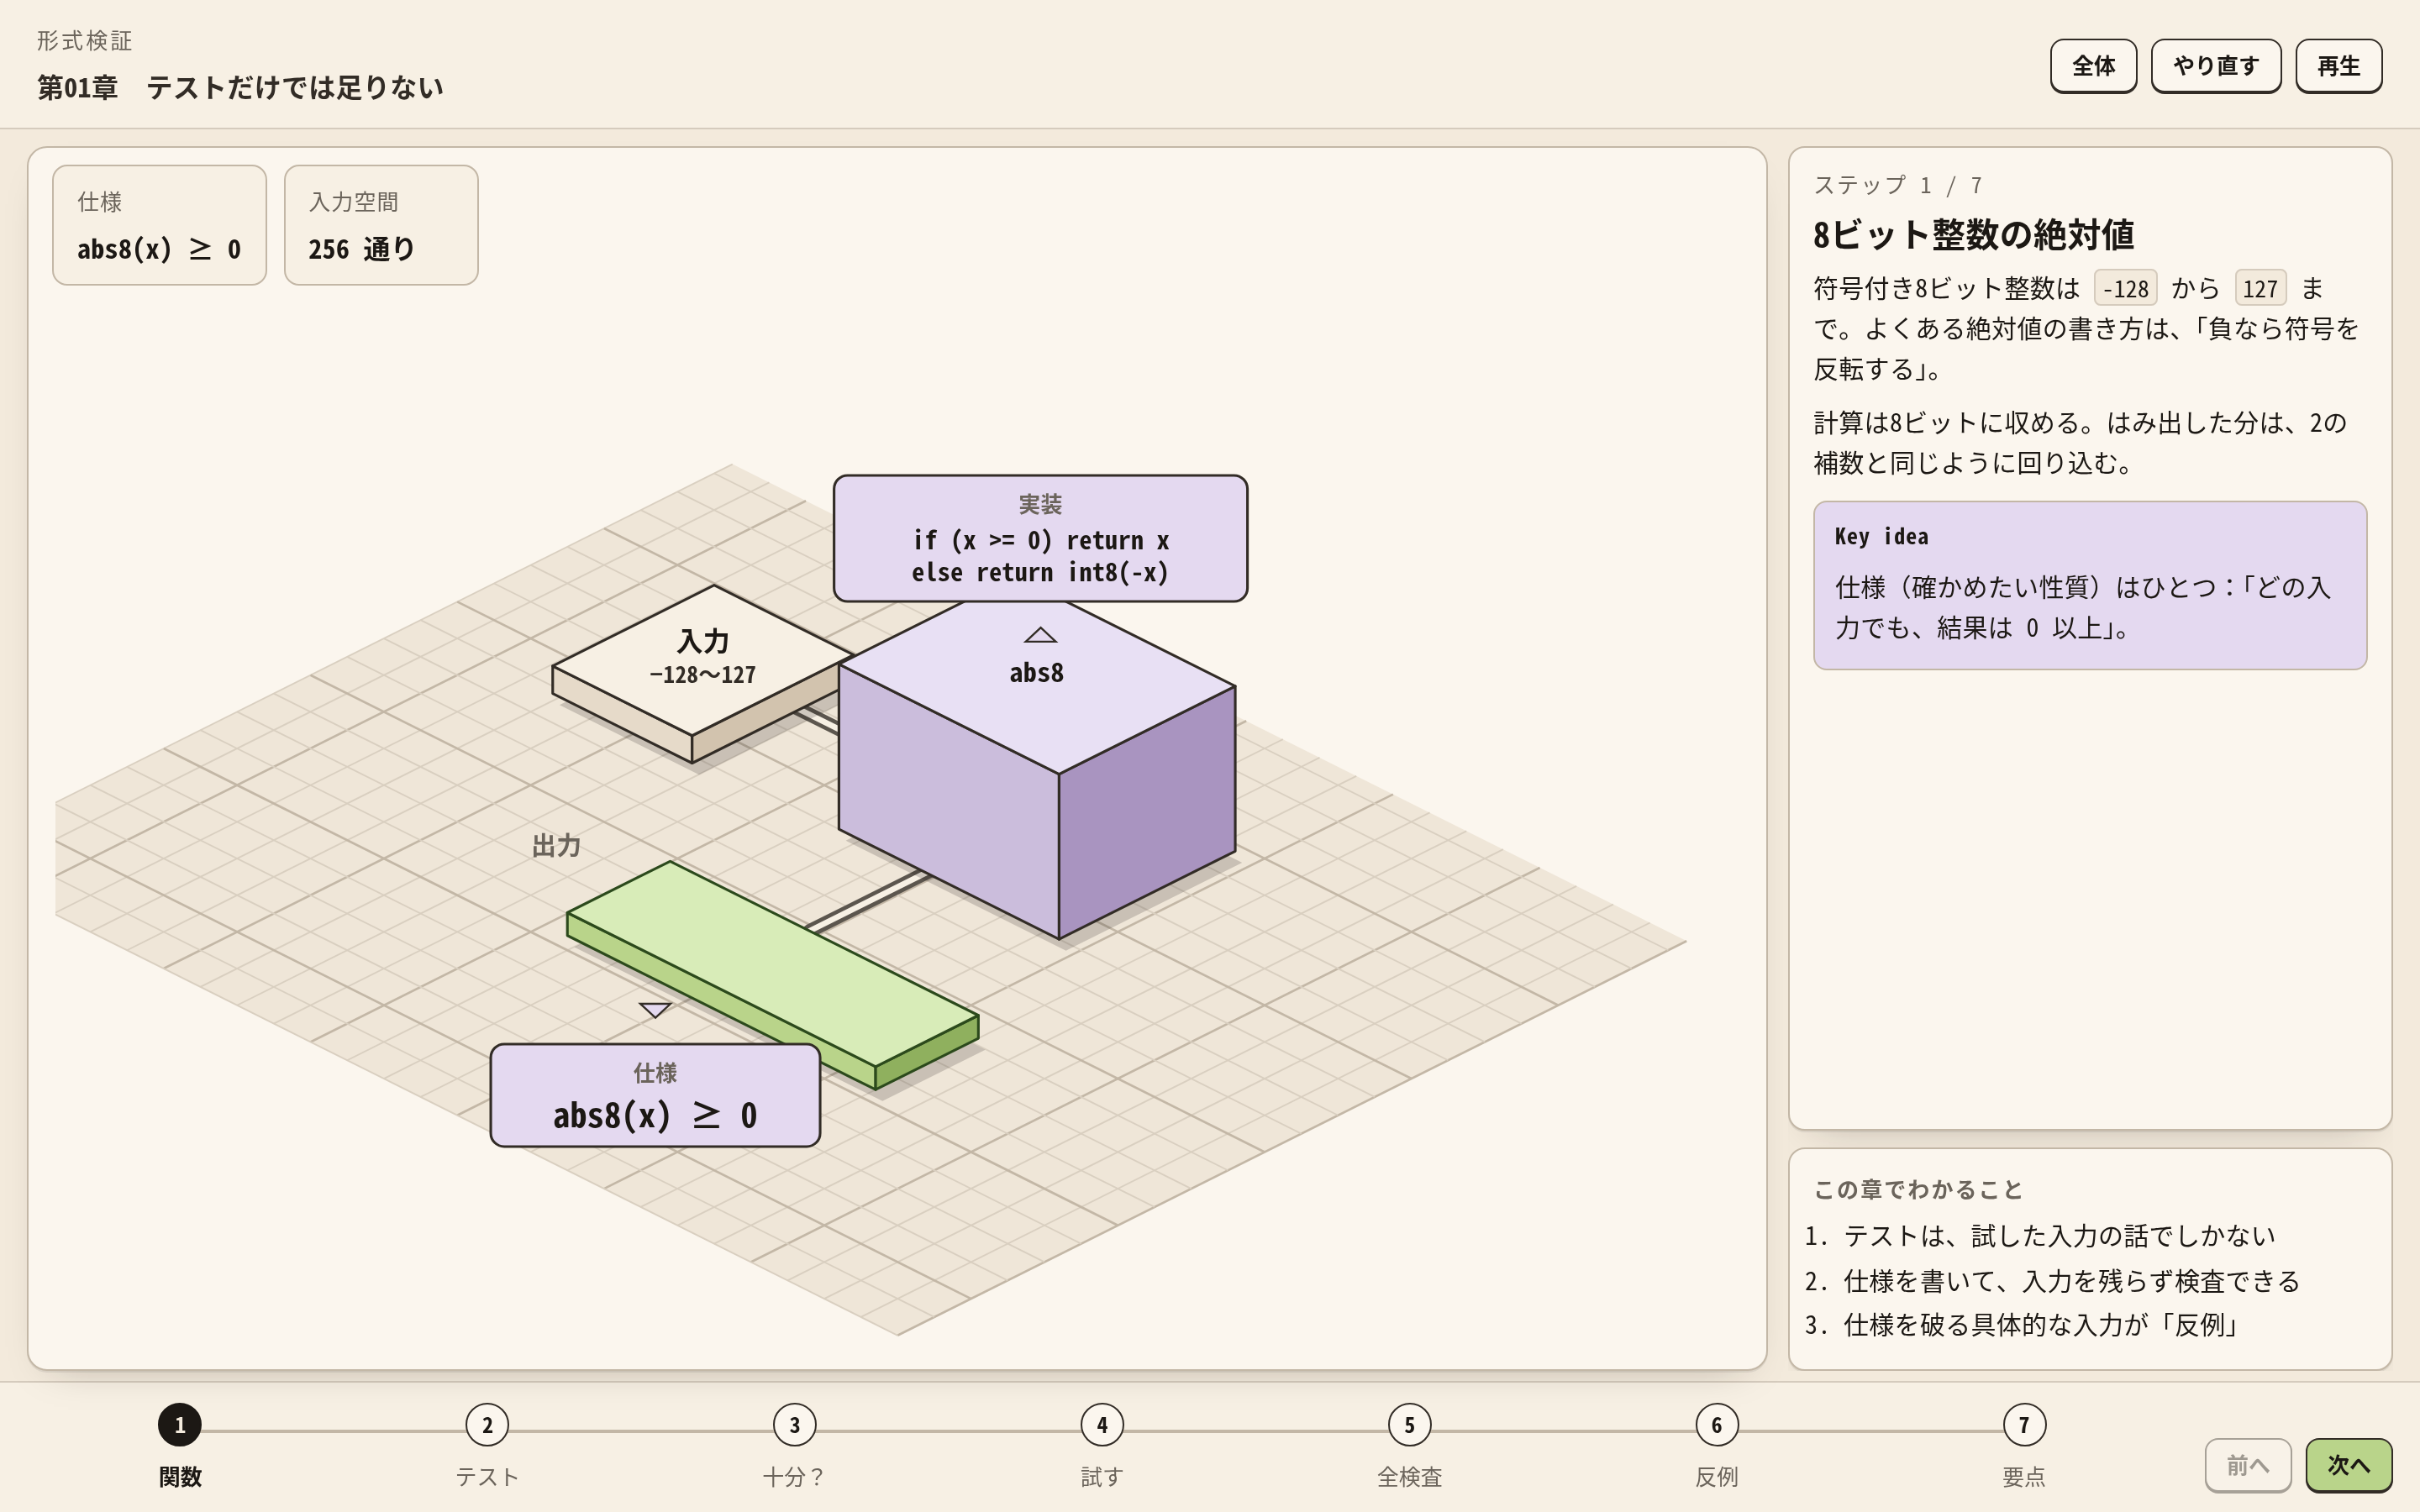 形式検証
第01章　テストだけでは足りない
全体
やり直す
再生
仕様
abs8(x) ≥ 0
入力空間
256 通り
実装
if (x >= 0) return x
else return int8(-x)
入力
−128〜127
abs8
出力
仕様
abs8(x) ≥ 0
ステップ 1 / 7
8ビット整数の絶対値
符号付き8ビット整数は -128 から 127 ま
で。よくある絶対値の書き方は、「負なら符号を
反転する」。
計算は8ビットに収める。はみ出した分は、2の
補数と同じように回り込む。
Key idea
仕様（確かめたい性質）はひとつ：「どの入
力でも、結果は 0 以上」。
この章でわかること
1. テストは、試した入力の話でしかない
2. 仕様を書いて、入力を残らず検査できる
3. 仕様を破る具体的な入力が「反例」
1
関数
2
テスト
3
十分？
4
試す
5
全検査
6
反例
7
要点
前へ
次へ